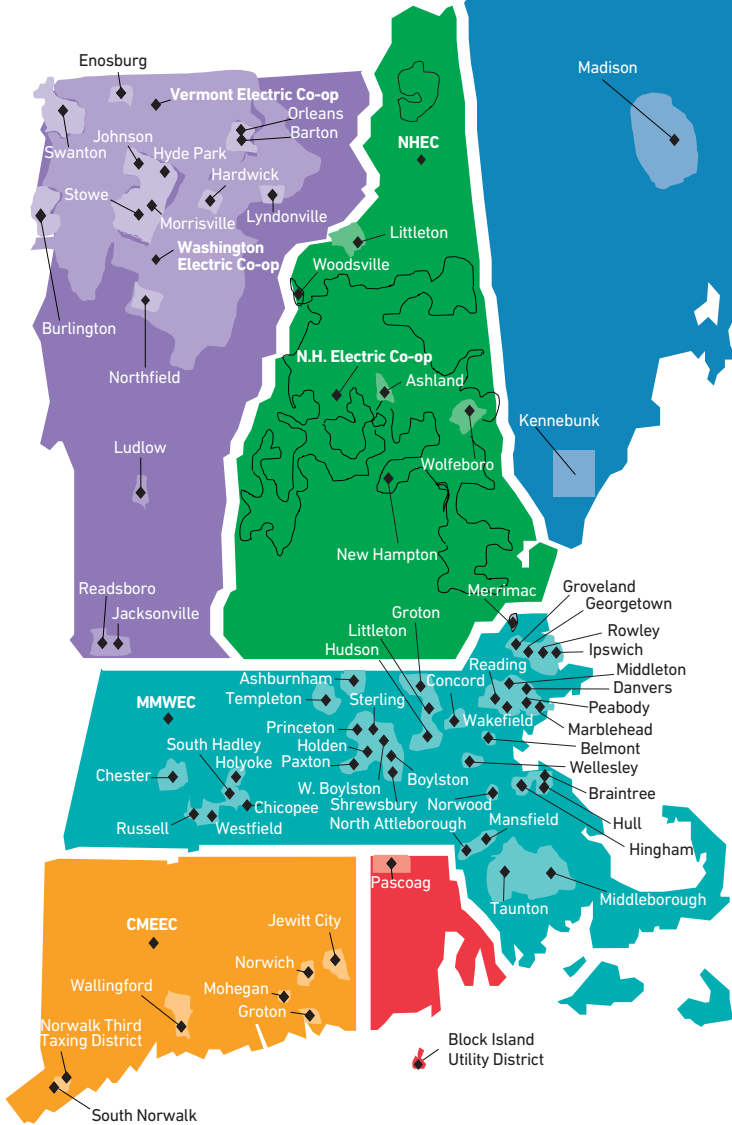 Enosburg
Vermont Electric Co-op
Orleans
Barton
Swanton
Johnson
Hyde Park
Hardwick
Stowe
Morrisville
Lyndonville
Washington
Electric Co-op
Burlington
Northfield
Ludlow
Readsboro
Jacksonville
NHEC
Littleton
Woodsville
N.H. Electric Co-op
Ashland
Wolfeboro
New Hampton
Madison
Kennebunk
Merrimac
Groveland
Georgetown
Rowley
Ipswich
Groton
Littleton
Hudson
Reading
Middleton
Danvers
Peabody
Marblehead
Ashburnham
Concord
Templeton
Sterling
MMWEC
Wakefield
Belmont
Princeton
Holden
Paxton
South Hadley
Holyoke
Chester
W. Boylston
Boylston
Wellesley
Shrewsbury
Norwood
Braintree
Chicopee
Russell
Westfield
North Attleborough
Mansfield
Hull
Hingham
Taunton
Middleborough
Pascoag
CMEEC
Jewitt City
Norwich
Wallingford
Mohegan
Groton
Norwalk Third
Taxing District
South Norwalk
Block Island
Utility District